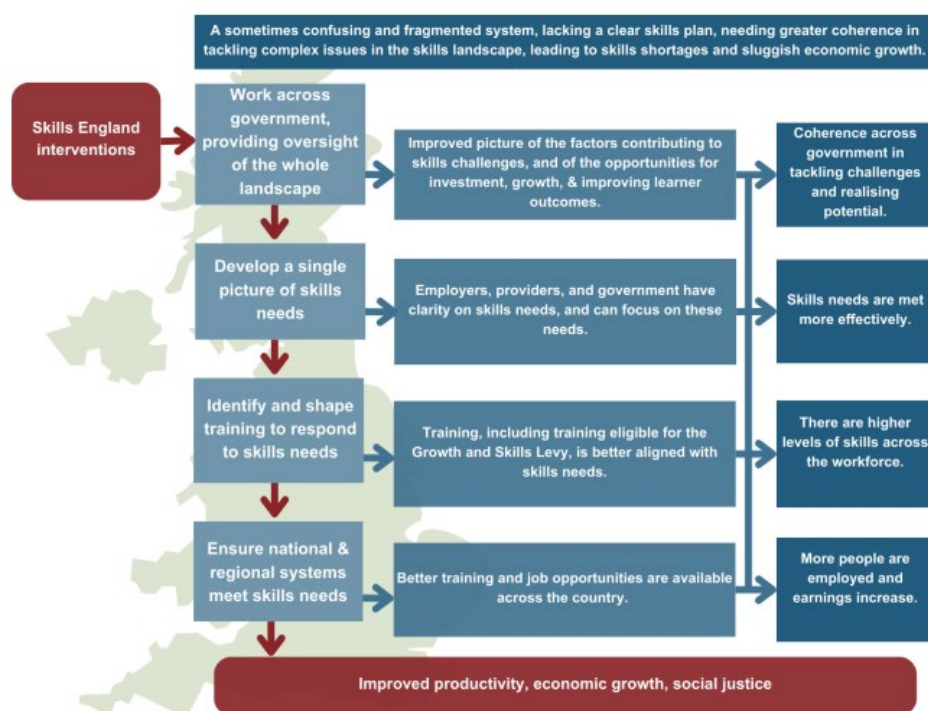 A sometimes confusing and fragmented system, lacking a clear skills plan, needing greater coherence in
tackling complex issues in the skills landscape, leading to skills shortages and sluggish economic growth.
Skills England
interventions
Work across
government,
providing oversight
of the whole
landscape
Improved picture of the factors contributing to
skills challenges, and of the opportunities for
investment, growth, & improving learner
outcomes.
Coherence across
government in
tackling challenges
and realising
potential.
Develop a single
picture of skills
needs
Employers, providers, and government have
clarity on skills needs, and can focus on these
needs.
Skills needs are met
more effectively.
Identify and shape
training to respond
to skills needs
Training, including training eligible for the
Growth and Skills Levy, is better aligned with
skills needs.
There are higher
levels of skills across
the workforce.
Ensure national &
regional systems
meet skills needs
Better training and job opportunities are available
across the country.
More people are
employed and
earnings increase.
Improved productivity, economic growth, social justice